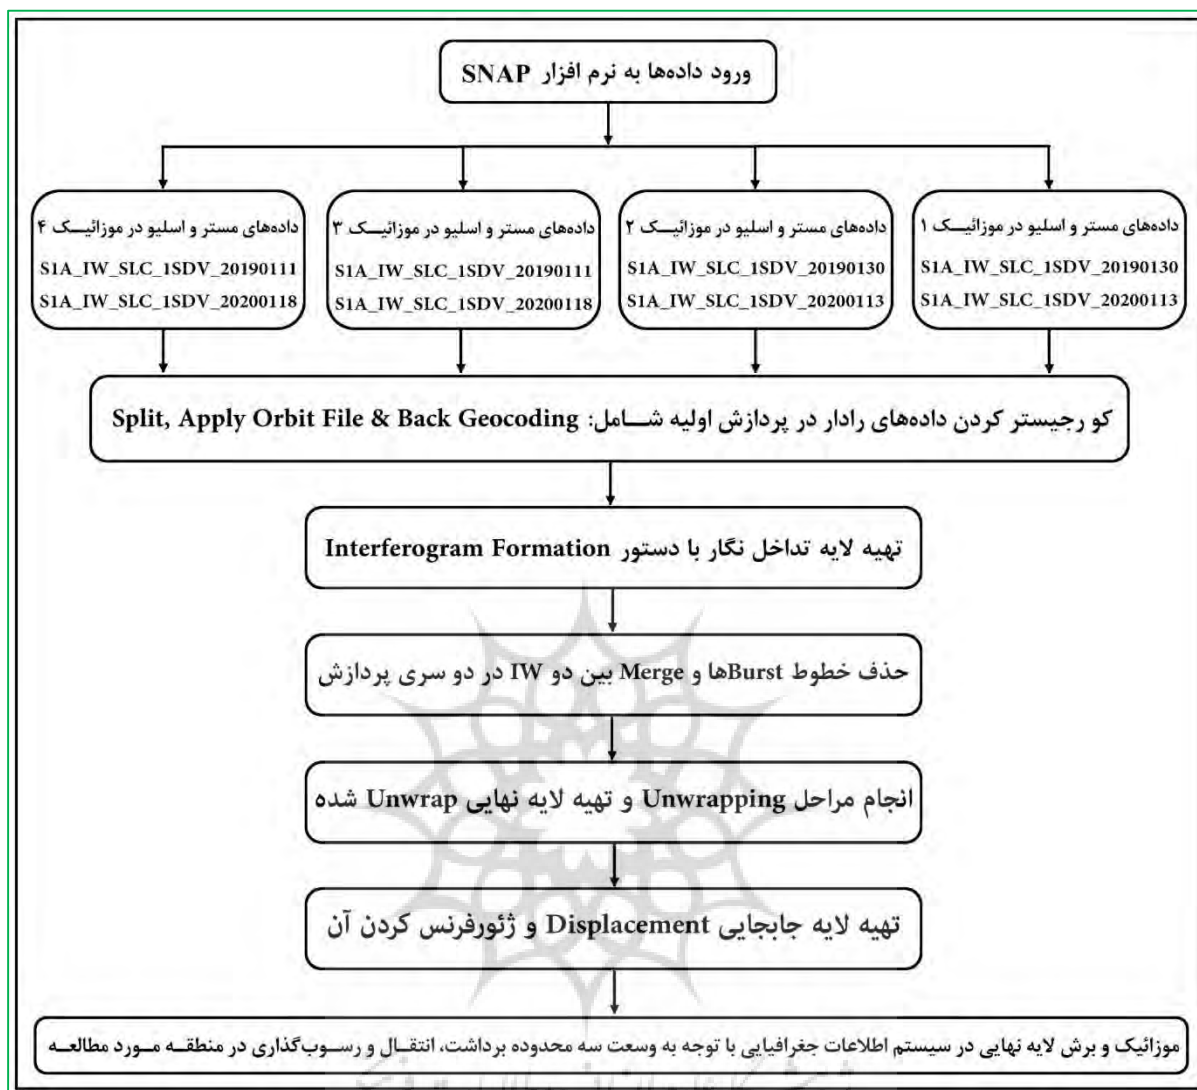 ورود داده‌ها به نرم افزار SNAP
داده‌های مستر و اسلیو در موزائیک ۱
S1A_IW_SLC_1SDV_20190130
S1A_IW_SLC_1SDV_20200113
داده‌های مستر و اسلیو در موزائیک ۲
S1A_IW_SLC_1SDV_20190130
S1A_IW_SLC_1SDV_20200113
داده‌های مستر و اسلیو در موزائیک ۳
S1A_IW_SLC_1SDV_20190111
S1A_IW_SLC_1SDV_20200118
داده‌های مستر و اسلیو در موزائیک ۴
S1A_IW_SLC_1SDV_20190111
S1A_IW_SLC_1SDV_20200118
کو رجیستر کردن داده‌های رادار در پردازش اولیه شامل: Split, Apply Orbit File & Back Geocoding
تهیه لایه تداخل نگار با دستور Interferogram Formation
حذف خطوط Burstها و Merge بین دو IW در دو سری پردازش
انجام مراحل Unwrapping و تهیه لایه نهایی Unwrap شده
تهیه لایه جابجایی Displacement و ژئورفرنس کردن آن
موزائیک و برش لایه نهایی در سیستم اطلاعات جغرافیایی با توجه به وسعت سه محدوده برداشت، انتقال و رسوب‌گذاری در منطقه مورد مطالعه